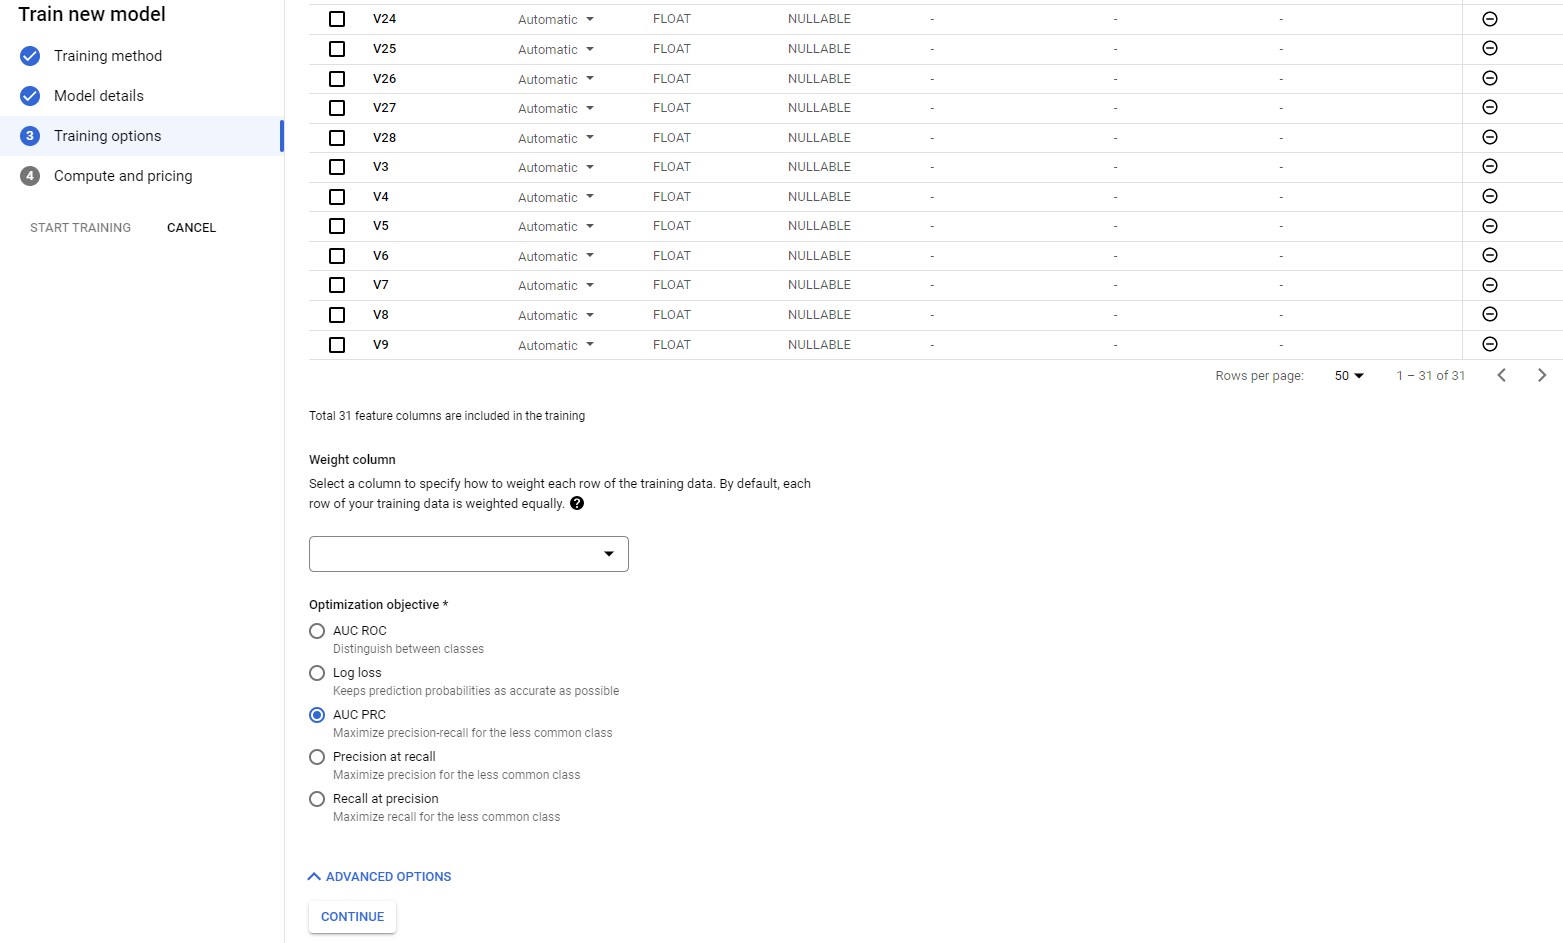 Train new model
Training method
Model details
3 Training options
4 Compute and pricing
START TRAINING CANCEL
V24 Automatic FLOAT NULLABLE - - -
V25 Automatic FLOAT NULLABLE - - -
V26 Automatic FLOAT NULLABLE - - -
V27 Automatic FLOAT NULLABLE - - -
V28 Automatic FLOAT NULLABLE - - -
V3 Automatic FLOAT NULLABLE - - -
V4 Automatic FLOAT NULLABLE - - -
V5 Automatic FLOAT NULLABLE - - -
V6 Automatic FLOAT NULLABLE - - -
V7 Automatic FLOAT NULLABLE - - -
V8 Automatic FLOAT NULLABLE - - -
V9 Automatic FLOAT NULLABLE - - -
Rows per page: 50 1 – 31 of 31
Total 31 feature columns are included in the training
Weight column
Select a column to specify how to weight each row of the training data. By default, each
row of your training data is weighted equally. ?
Optimization objective *
AUC ROC
Distinguish between classes
Log loss
Keeps prediction probabilities as accurate as possible
AUC PRC
Maximize precision-recall for the less common class
Precision at recall
Maximize precision for the less common class
Recall at precision
Maximize recall for the less common class
ADVANCED OPTIONS
CONTINUE